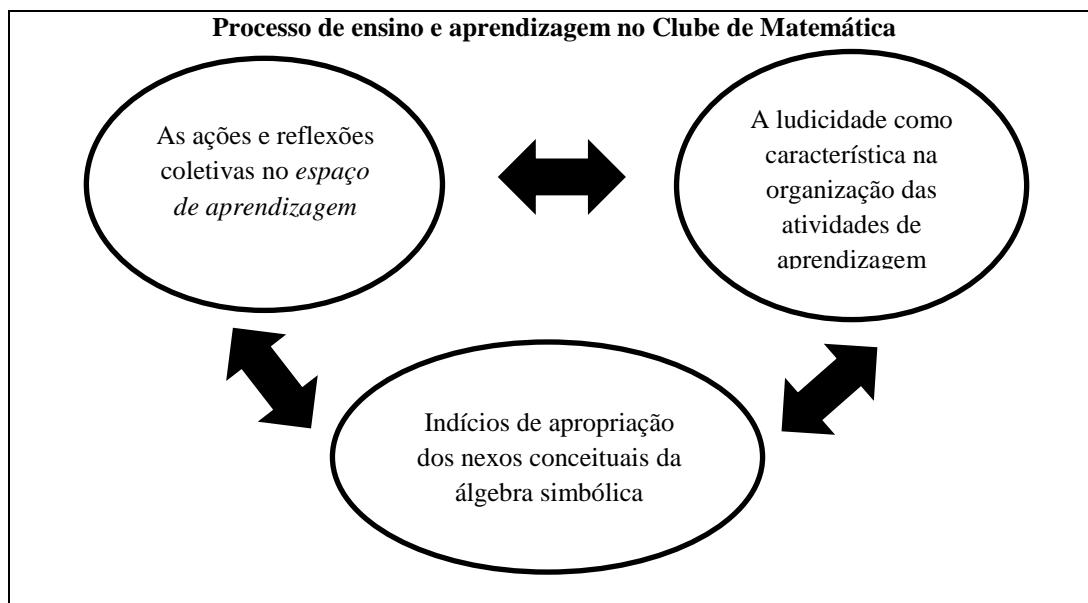 Processo de ensino e aprendizagem no Clube de Matemática
As ações e reflexões
coletivas no espaço
de aprendizagem
A ludicidade como
característica na
organização das
atividades de
aprendizagem
Indícios de apropriação
dos nexos conceituais da
álgebra simbólica